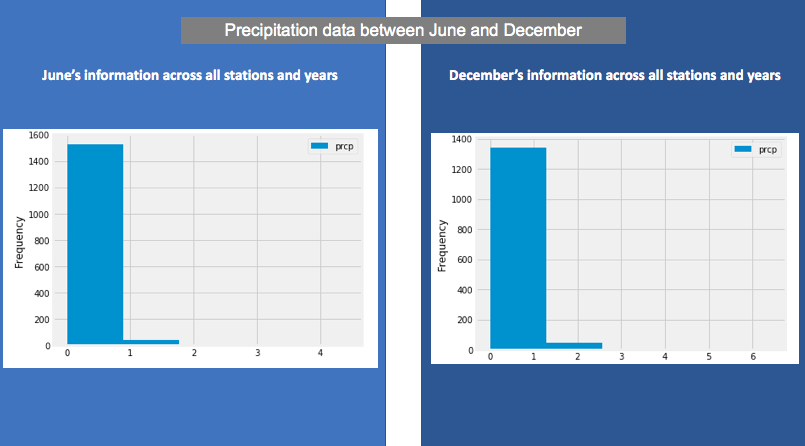 Precipitation data between June and December
June's information across all stations and years
December's information across all stations and years
1600
1400
1200
1000
800
600
400
200
0
Frequency
prcp
0 1 2 3 4
1400
1200
1000
800
600
400
200
0
Frequency
prcp
0 1 2 3 4 5 6